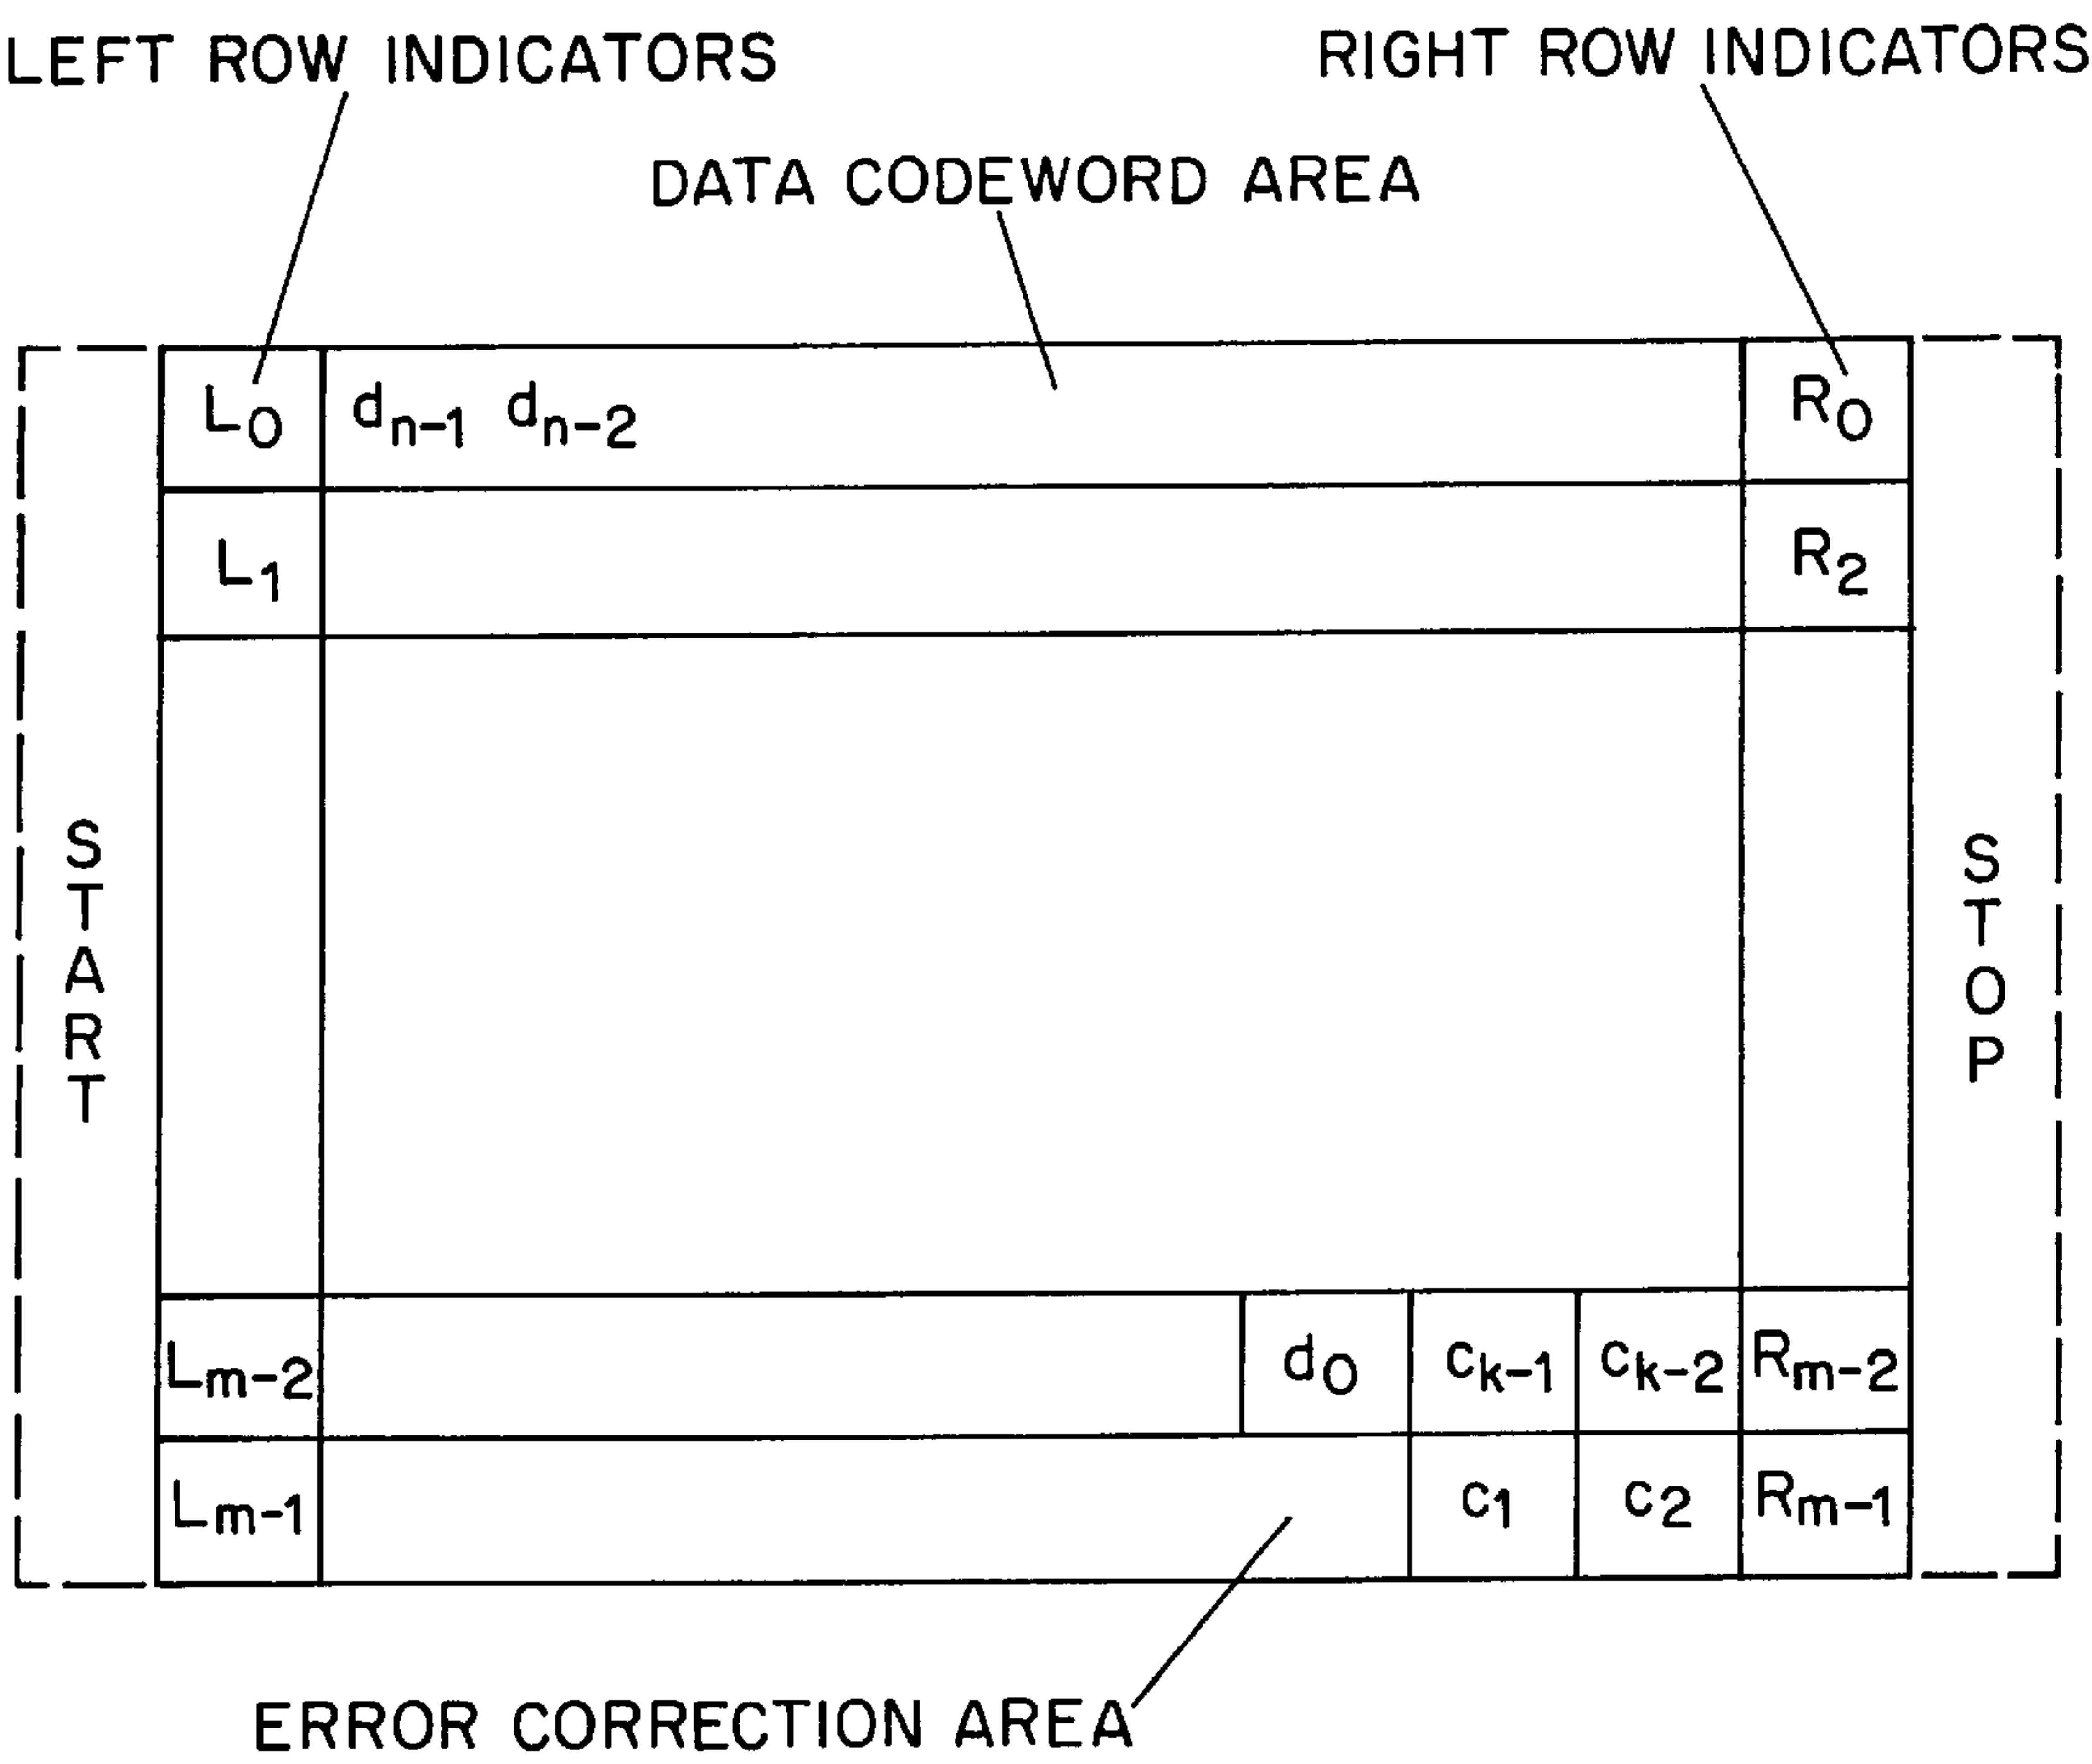 LEFT ROW INDICATORS
RIGHT ROW INDICATORS
DATA CODEWORD AREA
L0 dn-1 dn-2 R0
L1 R2
START
STOP
Lm-2 d0 ck-1 ck-2 Rm-2
Lm-1 c1 c2 Rm-1
ERROR CORRECTION AREA